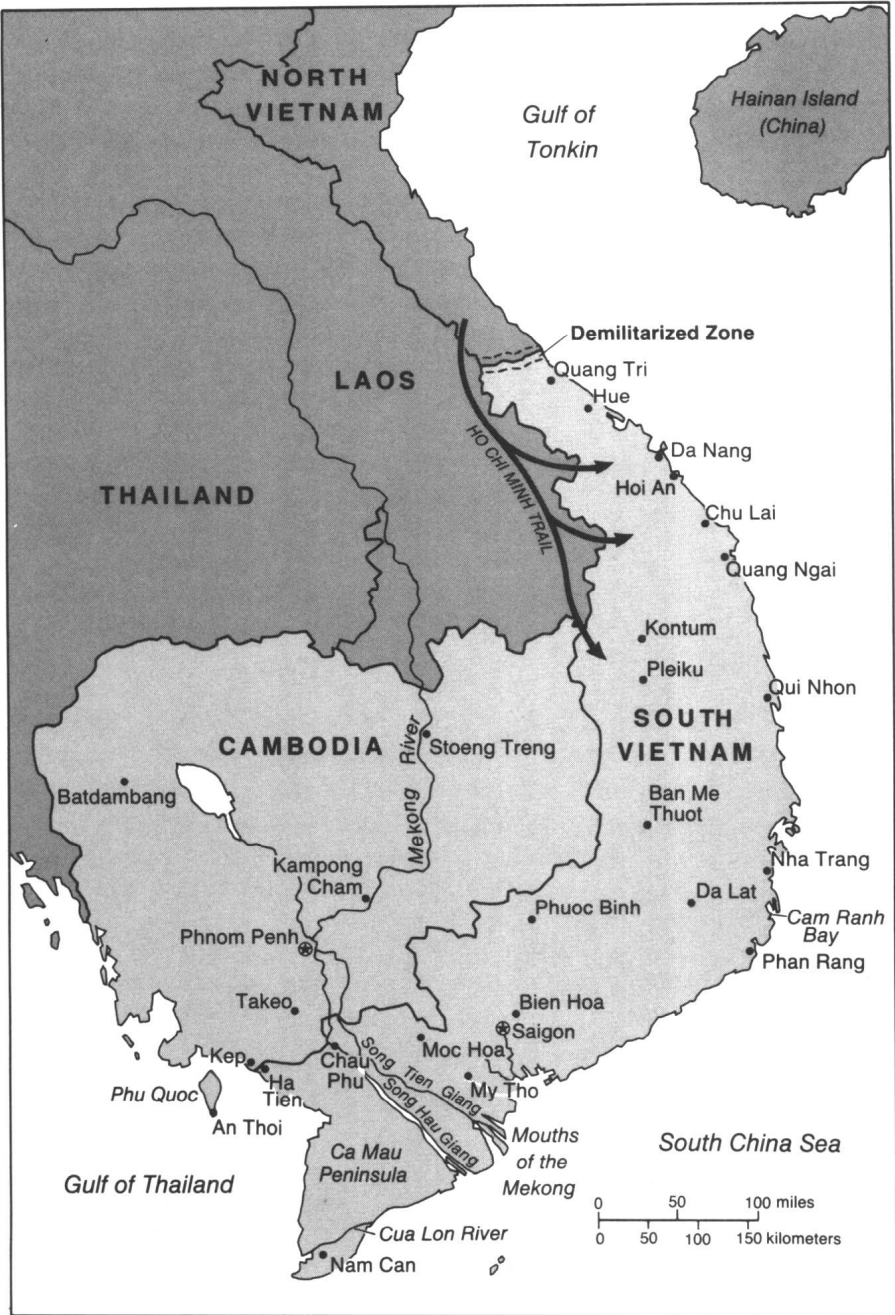 NORTH
VIETNAM
Gulf of
Tonkin
Hainan Island
(China)
Demilitarized Zone
Quang Tri
LAOS
Hue
HO CHI MINH TRAIL
Da Nang
THAILAND
Hoi An
Chu Lai
Quang Ngai
Kontum
Pleiku
Qui Nhon
SOUTH
VIETNAM
CAMBODIA
Mekong River
Stoeng Treng
Batdambang
Ban Me
Thuot
Kampong
Cham
Nha Trang
Da Lat
Phuoc Binh
Cam Ranh
Bay
Phnom Penh
Phan Rang
Takeo
Bien Hoa
Saigon
Kep
Ha
Tien
Chau
Phu
Moc Hoa
Song Tien Giang
Song Hau Giang
My Tho
Phu Quoc
An Thoi
Mouths
of the
Mekong
South China Sea
Ca Mau
Peninsula
Gulf of Thailand
Cua Lon River
Nam Can
0 50 100 miles
0 50 100 150 kilometers